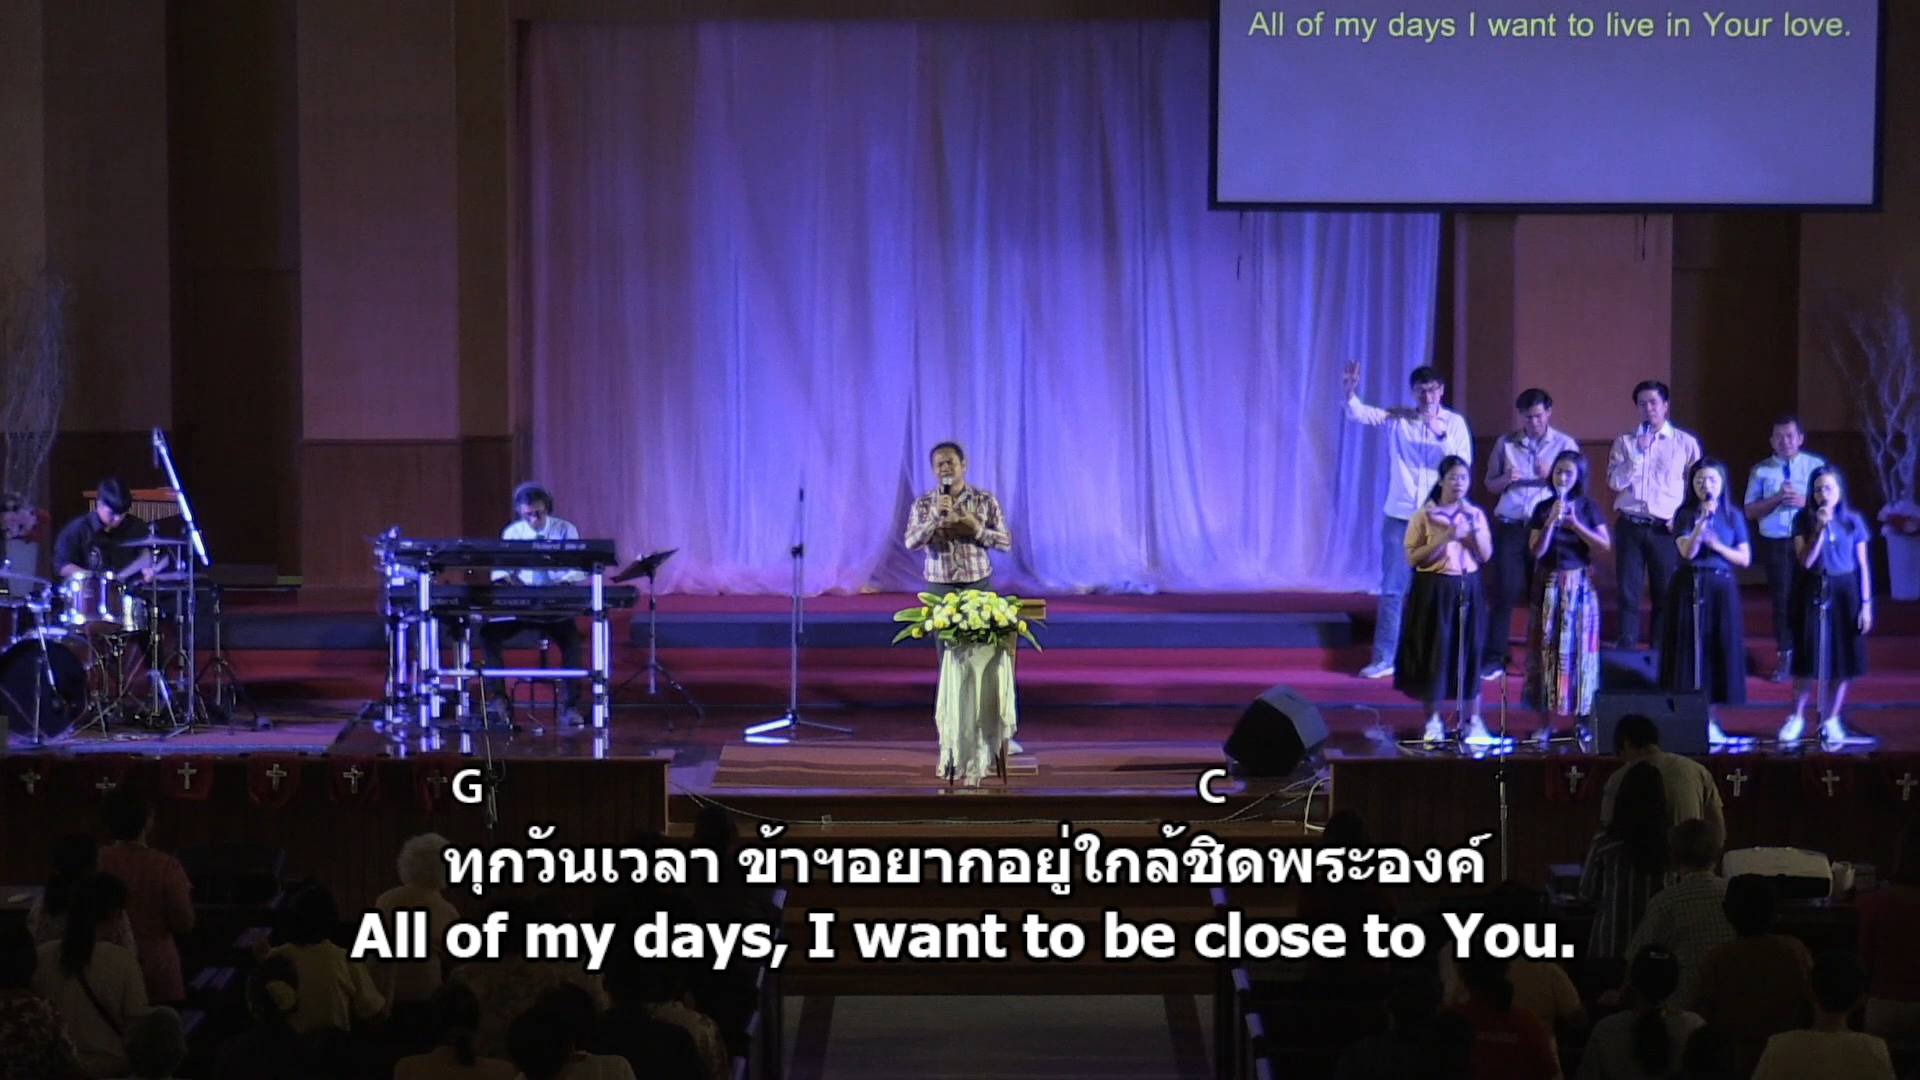 All of my days I want to live in Your love.
G C
ทุกวันเวลา ข้าฯอยากอยู่ใกล้ชิดพระองค์
All of my days, I want to be close to You.